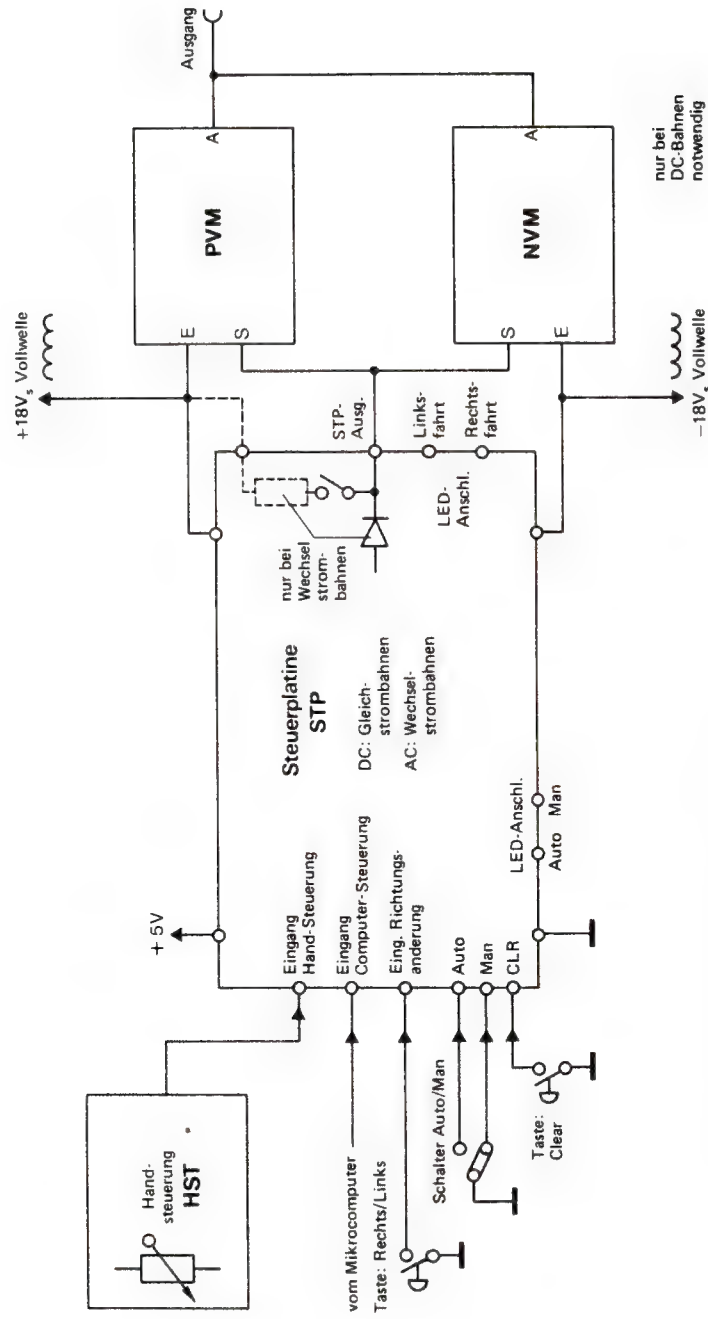 Hand-
steuerung
HST
vom Mikrocomputer
Taste: Rechts/Links
Schalter Auto/Man
Taste:
Clear
+ 5V
Eingang
Hand-Steuerung
Eingang
Computer-Steuerung
Eing. Richtungs-
anderung
Auto
Man
CLR
LED-Anschl.
Auto Man
Steuerplatine
STP
DC: Gleich-
strombahnen
AC: Wechsel-
strombahnen
nur bei
Wechsel
strom-
bahnen
STP-
Ausg.
LED-
Anschl.
Links-
fahrt
Rechts-
fahrt
+18Vs Vollwelle
−18Vs Vollwelle
E
S
PVM
A
S
E
NVM
A
Ausgang
nur bei
DC-Bahnen
notwendig